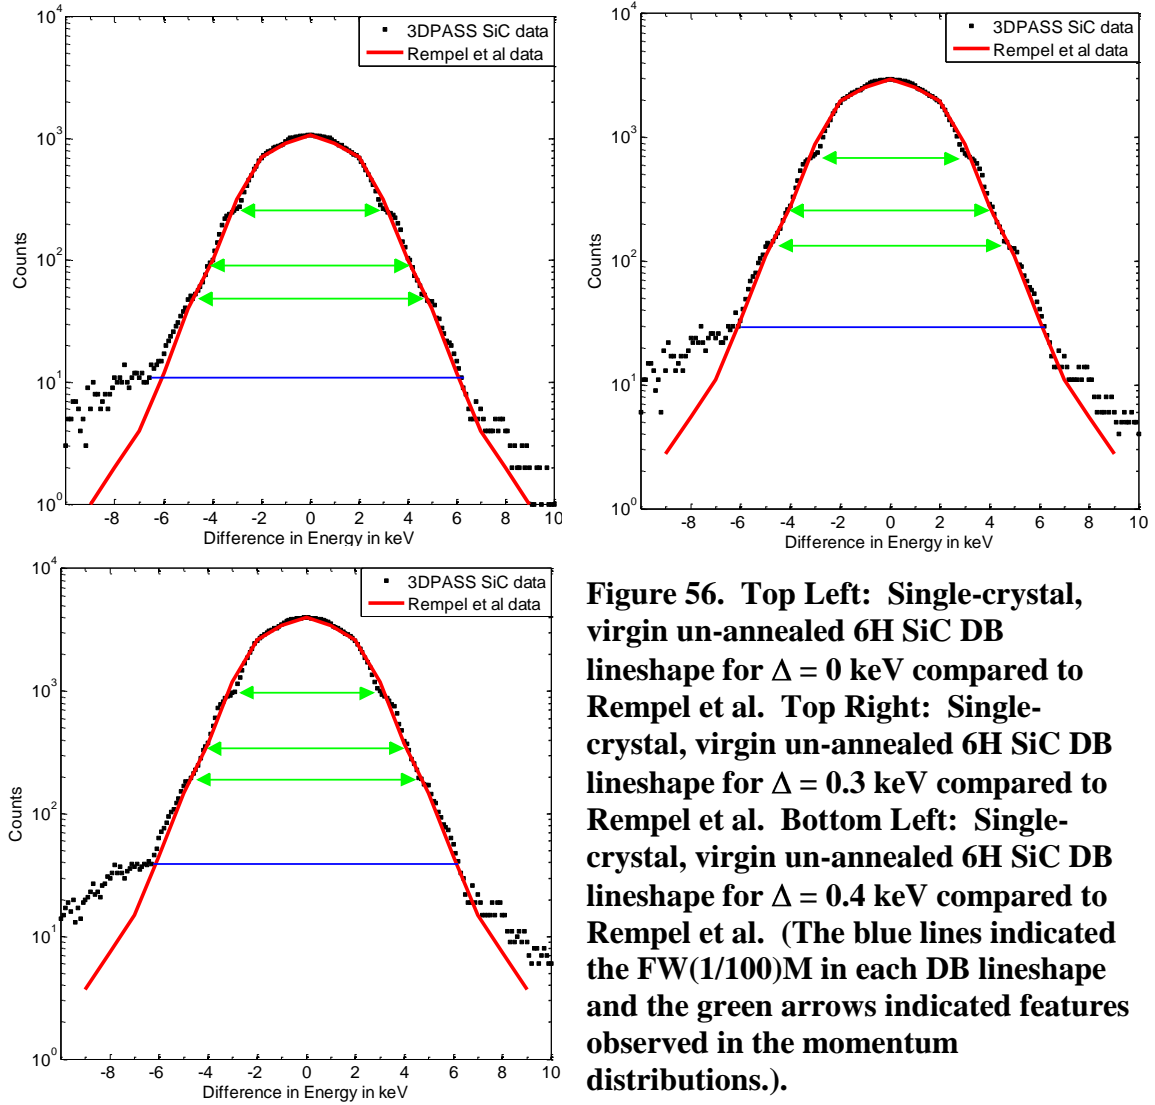 10^4
10^3
10^2
10^1
10^0
Counts
3DPASS SiC data
Rempel et al data
-8 -6 -4 -2 0 2 4 6 8 10
Difference in Energy in keV
10^4
10^3
10^2
10^1
10^0
Counts
3DPASS SiC data
Rempel et al data
-8 -6 -4 -2 0 2 4 6 8 10
Difference in Energy in keV
10^4
10^3
10^2
10^1
10^0
Counts
3DPASS SiC data
Rempel et al data
-8 -6 -4 -2 0 2 4 6 8 10
Difference in Energy in keV
Figure 56.  Top Left:  Single-crystal,
virgin un-annealed 6H SiC DB
lineshape for Δ = 0 keV compared to
Rempel et al.  Top Right:  Single-
crystal, virgin un-annealed 6H SiC DB
lineshape for Δ = 0.3 keV compared to
Rempel et al.  Bottom Left:  Single-
crystal, virgin un-annealed 6H SiC DB
lineshape for Δ = 0.4 keV compared to
Rempel et al.  (The blue lines indicated
the FW(1/100)M in each DB lineshape
and the green arrows indicated features
observed in the momentum
distributions.).